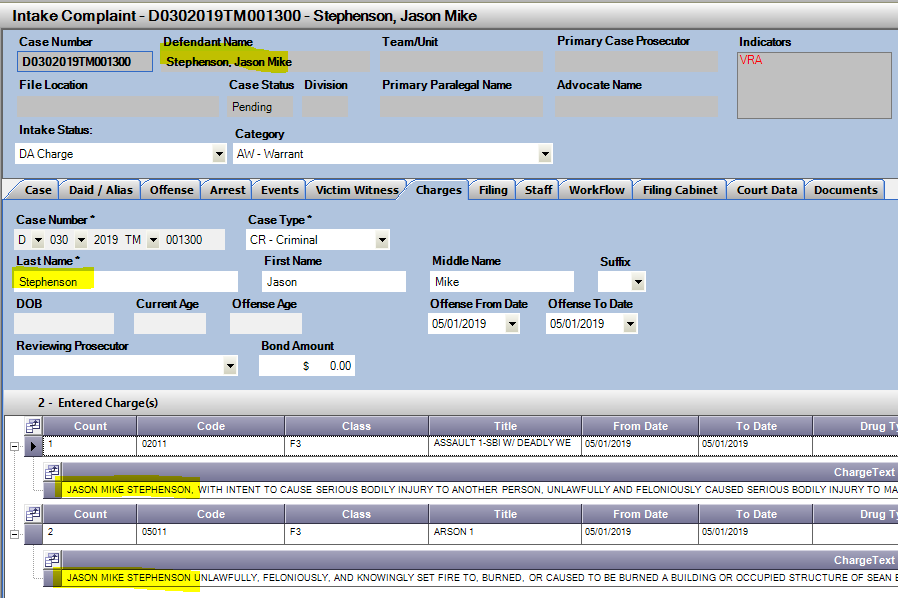 Intake Complaint - D0302019TM001300 - Stephenson, Jason Mike
Case Number Defendant Name Team/Unit Primary Case Prosecutor Indicators
D0302019TM001300 Stephenson, Jason Mike VRA
File Location Case Status Division Primary Paralegal Name Advocate Name
Pending
Intake Status: Category
DA Charge AW - Warrant
Case Daid / Alias Offense Arrest Events Victim Witness Charges Filing Staff WorkFlow Filing Cabinet Court Data Documents
Case Number * Case Type *
D 030 2019 TM 001300 CR - Criminal
Last Name * First Name Middle Name Suffix
Stephenson Jason Mike
DOB Current Age Offense Age Offense From Date Offense To Date
05/01/2019 05/01/2019
Reviewing Prosecutor Bond Amount
$ 0.00
2 - Entered Charge(s)
Count Code Class Title From Date To Date Drug Ty
1 02011 F3 ASSAULT 1-SBI W/ DEADLY WE 05/01/2019 05/01/2019
ChargeText
JASON MIKE STEPHENSON, WITH INTENT TO CAUSE SERIOUS BODILY INJURY TO ANOTHER PERSON, UNLAWFULLY AND FELONIOUSLY CAUSED SERIOUS BODILY INJURY TO MA
Count Code Class Title From Date To Date Drug Ty
2 05011 F3 ARSON 1 05/01/2019 05/01/2019
ChargeText
JASON MIKE STEPHENSON UNLAWFULLY, FELONIOUSLY, AND KNOWINGLY SET FIRE TO, BURNED, OR CAUSED TO BE BURNED A BUILDING OR OCCUPIED STRUCTURE OF SEAN